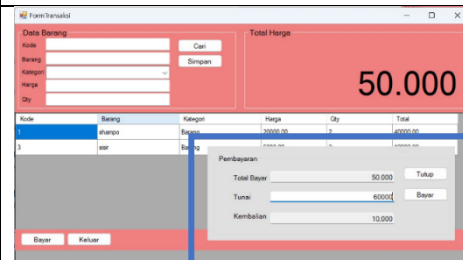 FormTransaksi
Data Barang
Kode
Cari
Barang
Simpan
Kategori
Harga
Qty
Total Harga
50.000
Kode Barang Kategori Harga Qty Total
1 shampo Barang 20000.00 2 40000.00
3 Barang
Pembayaran
Total Bayar 50.000 Tutup
Tunai 60000 Bayar
Kembalian 10.000
Bayar Keluar